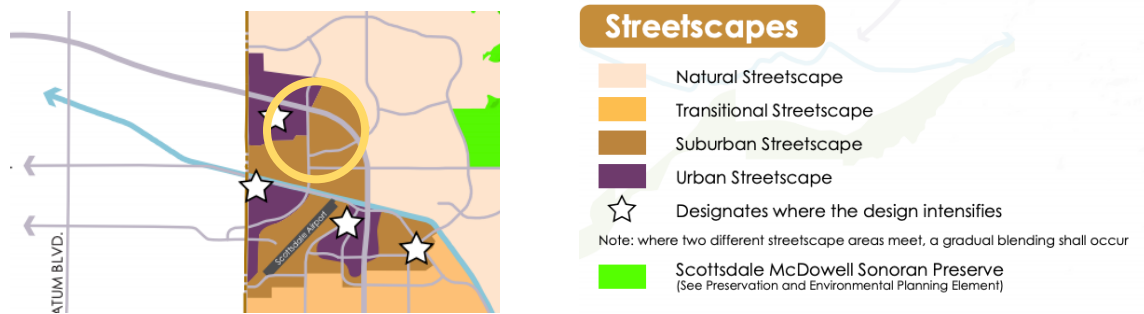 ATUM BLVD.
Scottsdale Airport
Streetscapes
Natural Streetscape
Transitional Streetscape
Suburban Streetscape
Urban Streetscape
Designates where the design intensifies
Note: where two different streetscape areas meet, a gradual blending shall occur
Scottsdale McDowell Sonoran Preserve
(See Preservation and Environmental Planning Element)